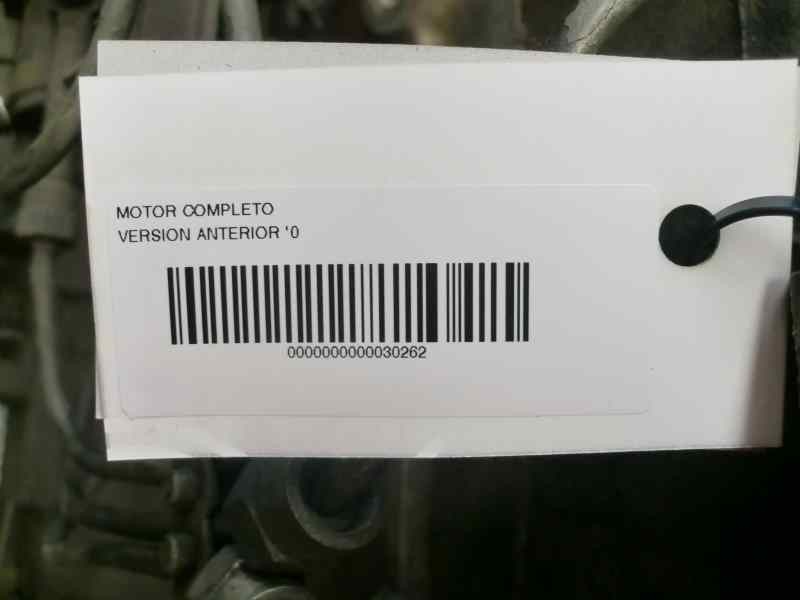 MOTOR COMPLETO
VERSION ANTERIOR '0
0000000000030262